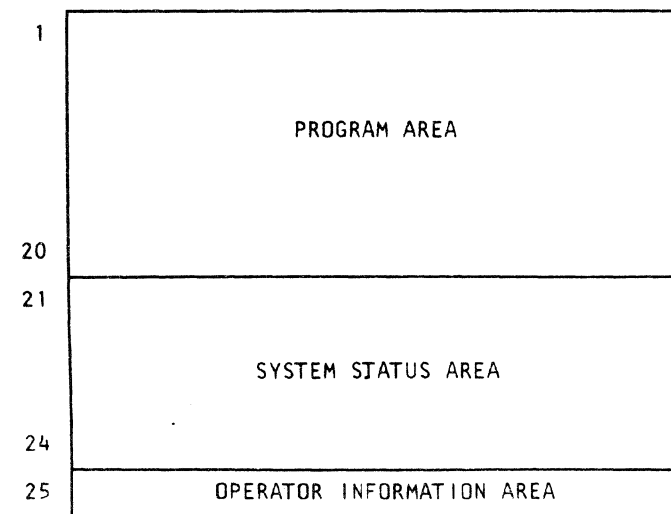 1
PROGRAM AREA
20
21
SYSTEM STATUS AREA
24
25 OPERATOR INFORMATION AREA